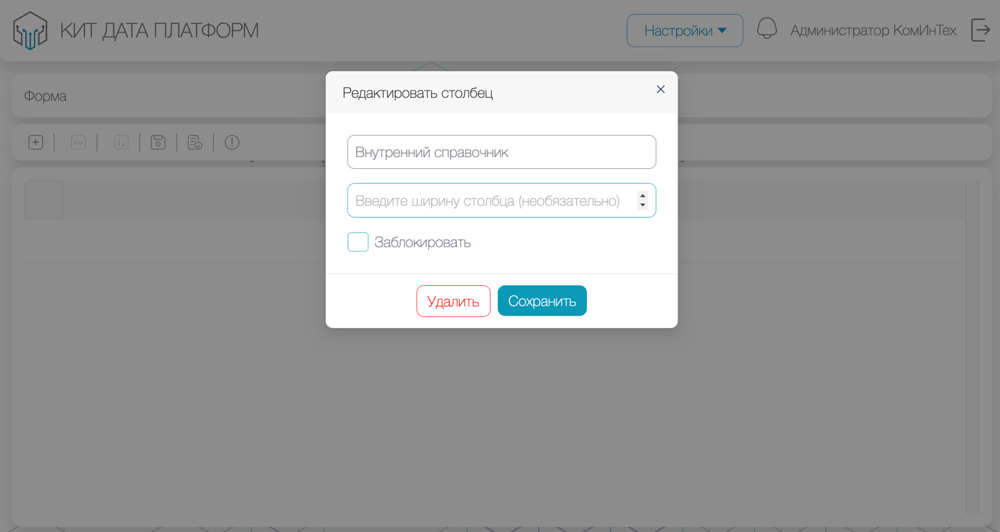 КИТ ДАТА ПЛАТФОРМ
Настройки
Администратор КомИнТех
Форма
Редактировать столбец
Внутренний справочник
Введите ширину столбца (необязательно)
Заблокировать
Удалить
Сохранить